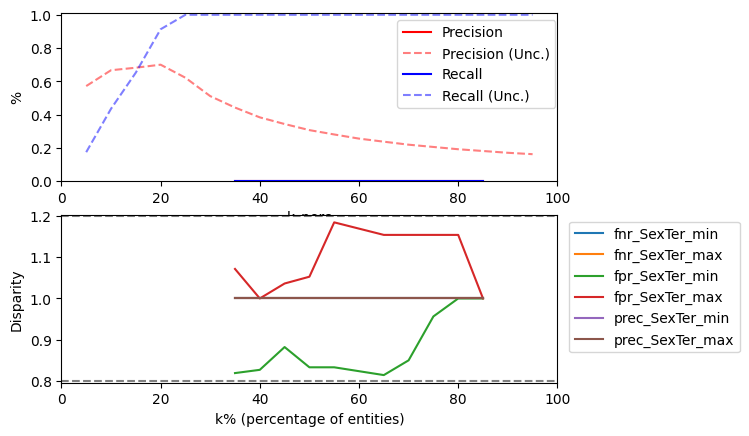 1.0
0.8
0.6
0.4
0.2
0.0
%
Precision
Precision (Unc.)
Recall
Recall (Unc.)
0 20 40 60 80 100
1.2
1.1
1.0
0.9
0.8
Disparity
fnr_SexTer_min
fnr_SexTer_max
fpr_SexTer_min
fpr_SexTer_max
prec_SexTer_min
prec_SexTer_max
0 20 40 60 80 100
k% (percentage of entities)